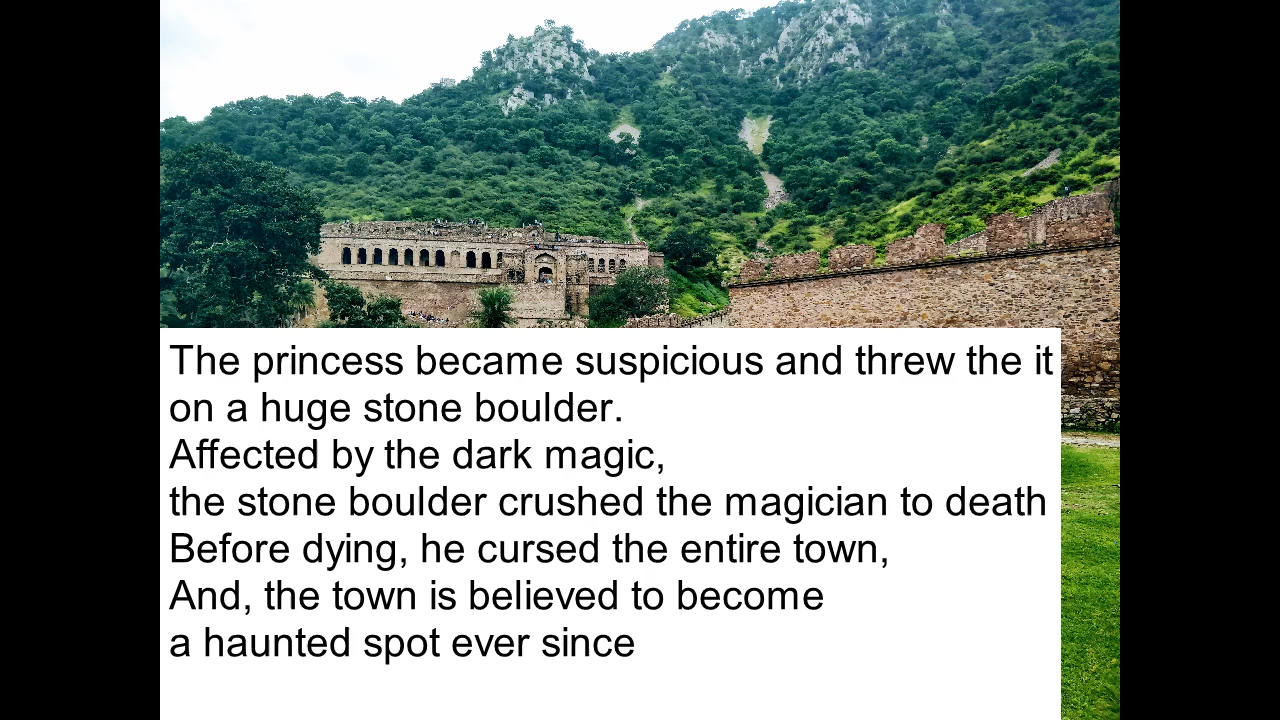 The princess became suspicious and threw the it
on a huge stone boulder.
Affected by the dark magic,
the stone boulder crushed the magician to death
Before dying, he cursed the entire town,
And, the town is believed to become
a haunted spot ever since